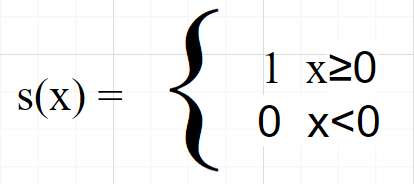 s(x) = {
1 x≥0
0 x<0